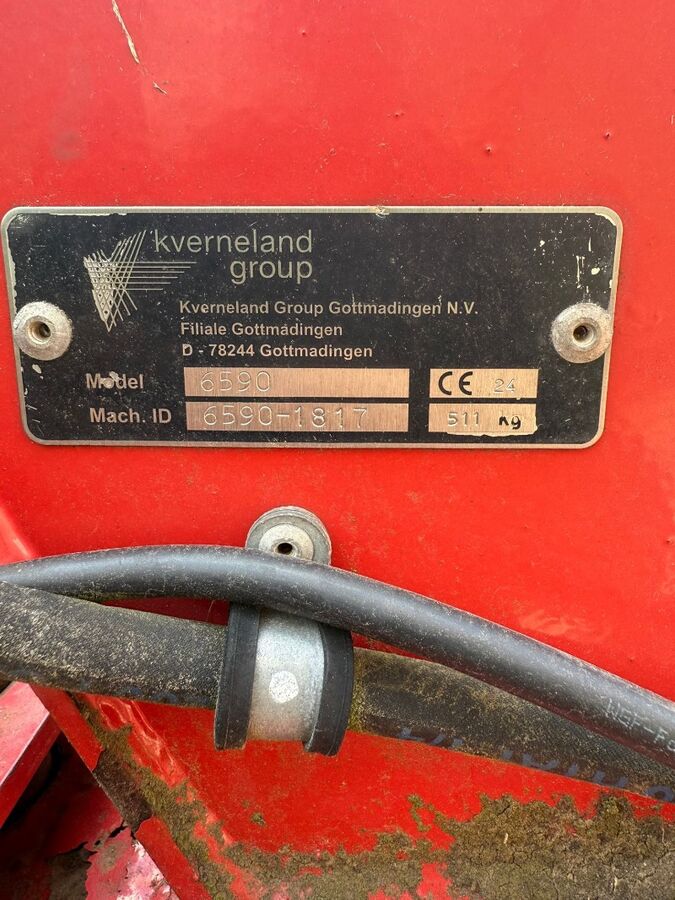 kverneland
group
Kverneland Group Gottmadingen N.V.
Filiale Gottmadingen
D - 78244 Gottmadingen
Model 6590 CE 24
Mach. ID 6590-1817 511 kg